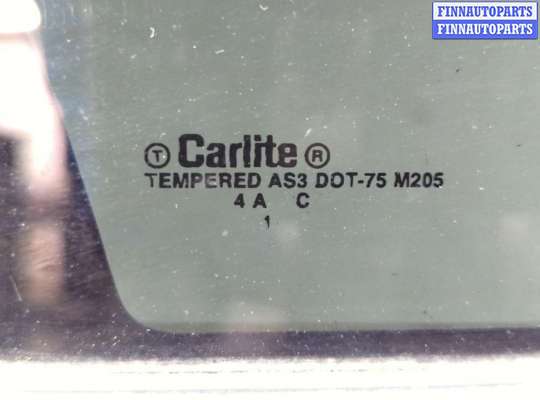 FINNAUTOPARTS
FINNAUTOPARTS
T Carlite ®
TEMPERED AS3 DOT-75 M205
4 A C
1